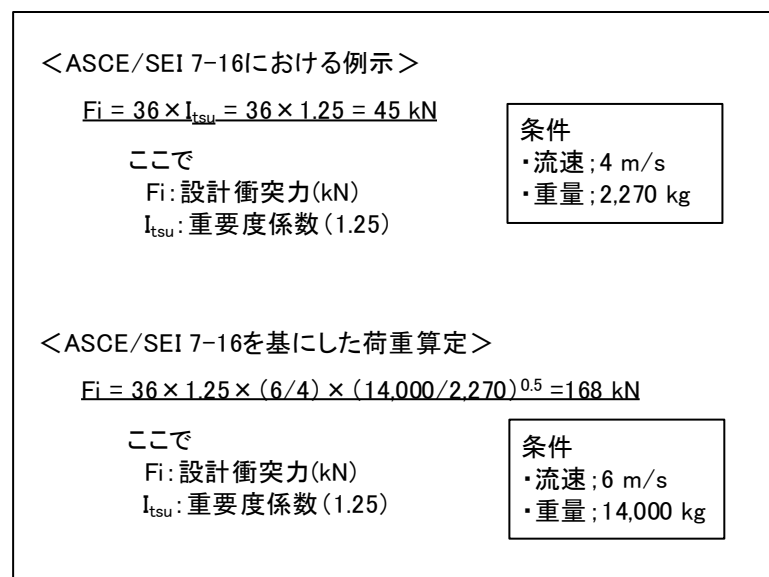 ＜ASCE/SEI 7-16における例示＞
Fi = 36×Itsu = 36×1.25 = 45 kN
ここで
Fi：設計衝突力(kN)
Itsu：重要度係数(1.25)
条件
・流速；4 m/s
・重量；2,270 kg
＜ASCE/SEI 7-16を基にした荷重算定＞
Fi = 36×1.25×(6/4)×(14,000/2,270)0.5 =168 kN
ここで
Fi：設計衝突力(kN)
Itsu：重要度係数(1.25)
条件
・流速；6 m/s
・重量；14,000 kg